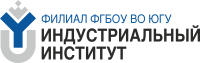 ФИЛИАЛ ФГБОУ ВО ЮГУ
ИНДУСТРИАЛЬНЫЙ
ИНСТИТУТ